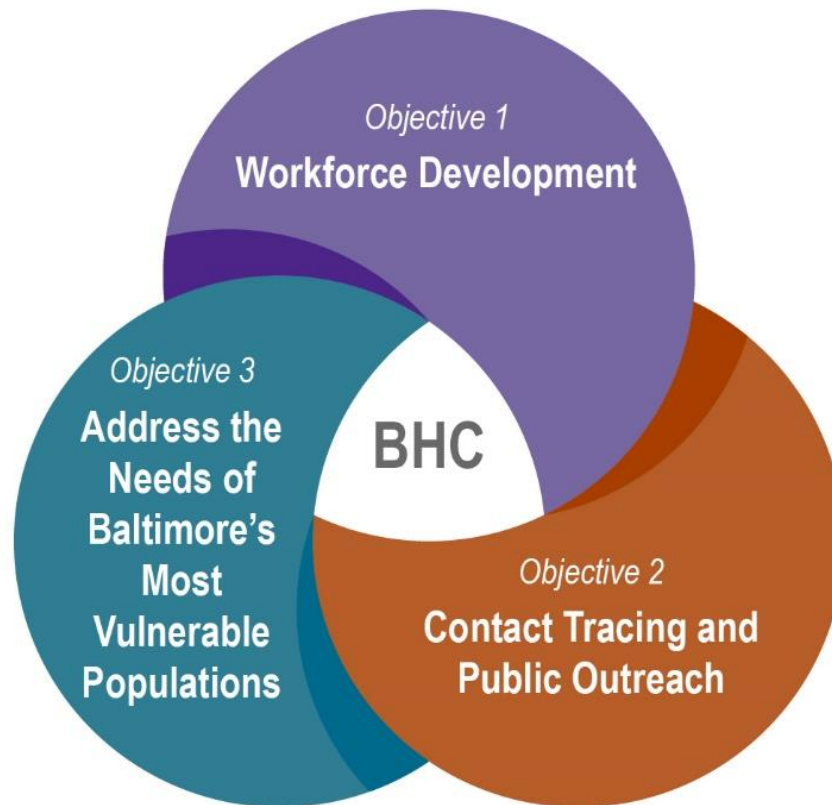 Objective 1
Workforce Development
Objective 3
Address the
Needs of
Baltimore’s
Most
Vulnerable
Populations
BHC
Objective 2
Contact Tracing and
Public Outreach